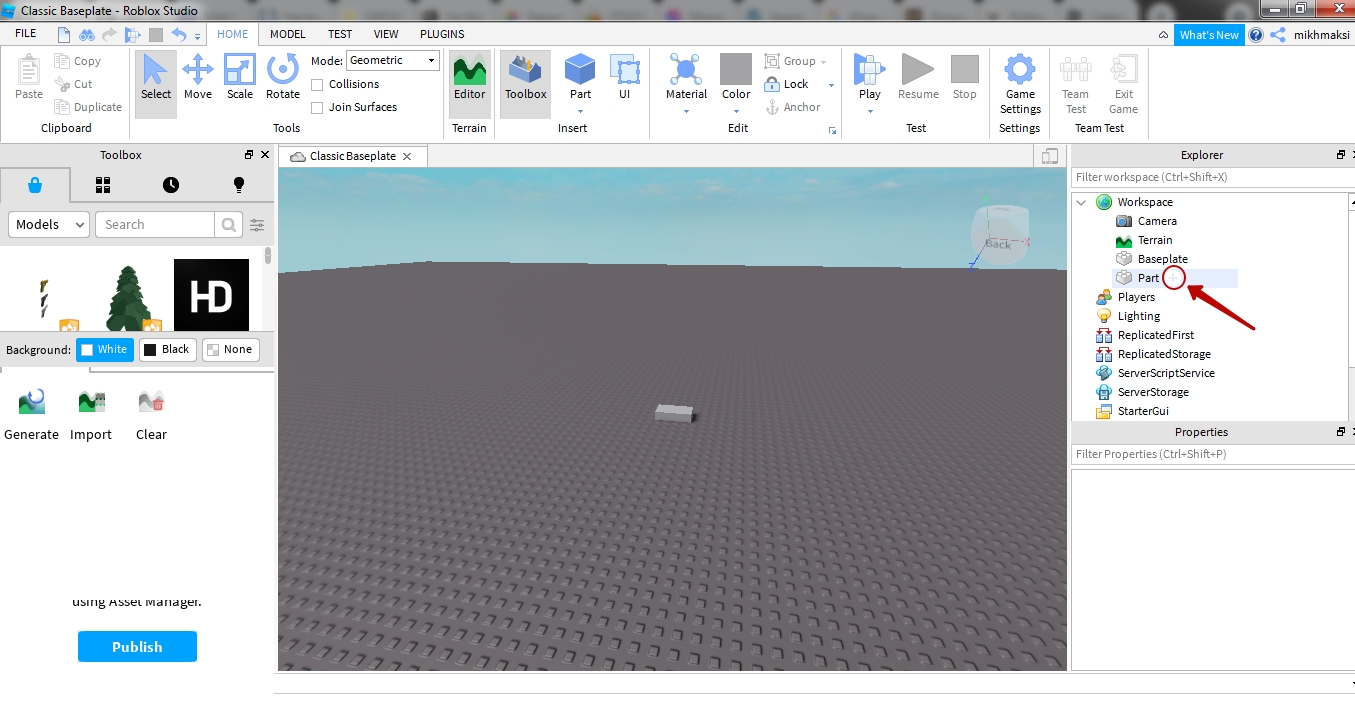 Classic Baseplate - Roblox Studio
FILE HOME MODEL TEST VIEW PLUGINS What's New mikhmaksi
Paste Copy Cut Duplicate
Clipboard
Select Move Scale Rotate
Mode: Geometric
Collisions
Join Surfaces
Tools
Editor
Terrain
Toolbox Part UI
Insert
Material Color
Group
Lock
Anchor
Edit
Play Resume Stop
Test
Game Settings
Settings
Team Test
Exit Game
Team Test
Toolbox
Models Search
HD
Background: White Black None
Generate Import Clear
using Asset Manager.
Publish
Classic Baseplate
Back
X
Z
Explorer
Filter workspace (Ctrl+Shift+X)
Workspace
Camera
Terrain
Baseplate
Part
Players
Lighting
ReplicatedFirst
ReplicatedStorage
ServerScriptService
ServerStorage
StarterGui
Properties
Filter Properties (Ctrl+Shift+P)